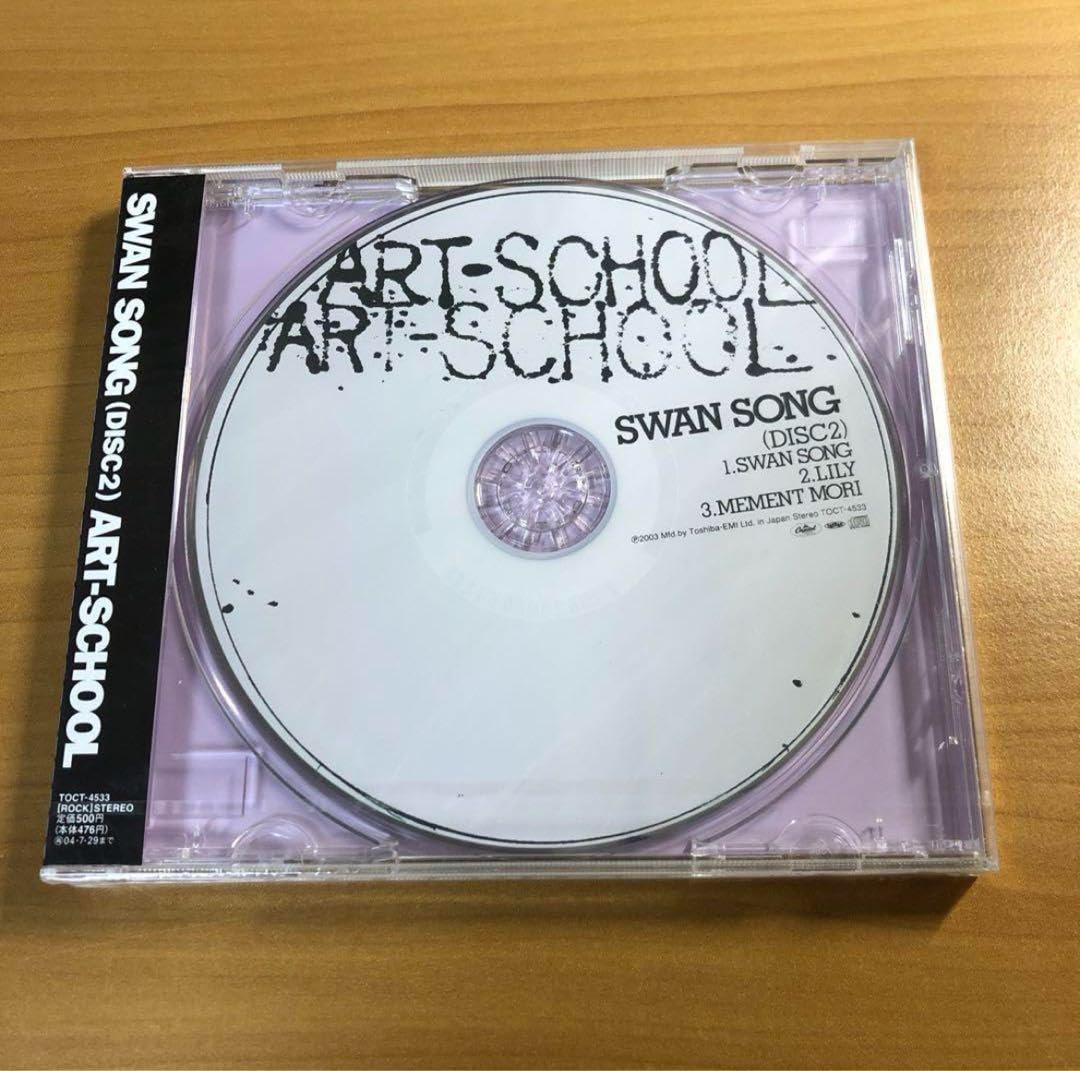 SWAN SONG (DISC2) ART-SCHOOL
TOCT-4533
[ROCK]STEREO
定価500円
(本体476円)
04・7・29まで
ART-SCHOOL
ART-SCHOOL
SWAN SONG
(DISC2)
1.SWAN SONG
2.LILY
3.MEMENT MORI
℗2003 Mfd.by Toshiba-EMI Ltd. in Japan Stereo TOCT-4533
Capitol